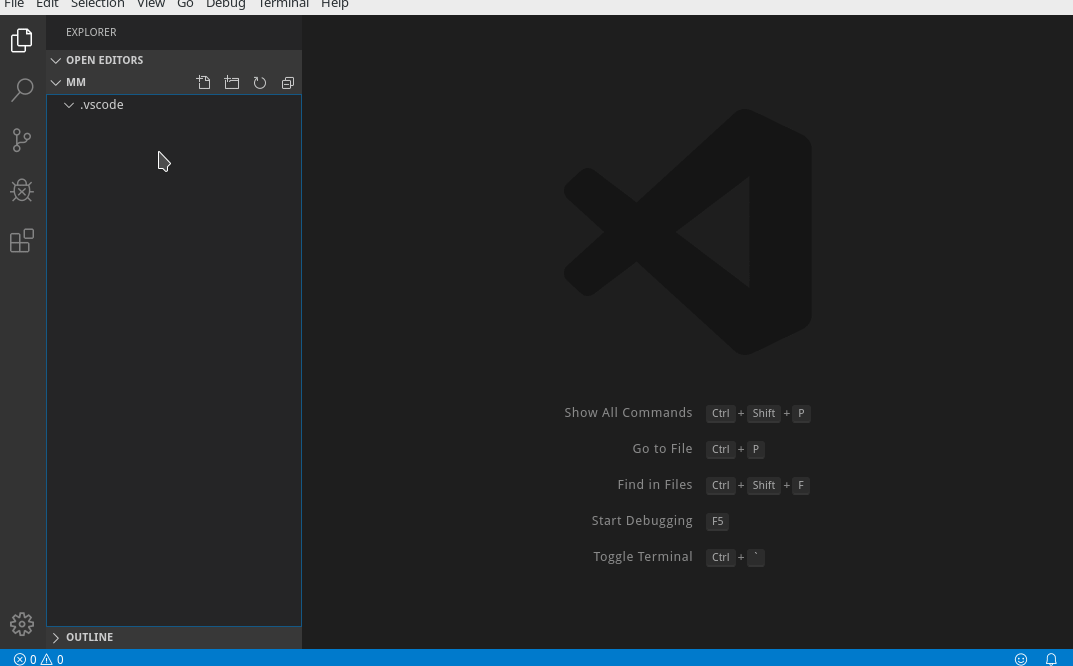 File Edit Selection View Go Debug Terminal Help
EXPLORER
OPEN EDITORS
MM
.vscode
Show All Commands Ctrl + Shift + P
Go to File Ctrl + P
Find in Files Ctrl + Shift + F
Start Debugging F5
Toggle Terminal Ctrl + `
OUTLINE
0 0